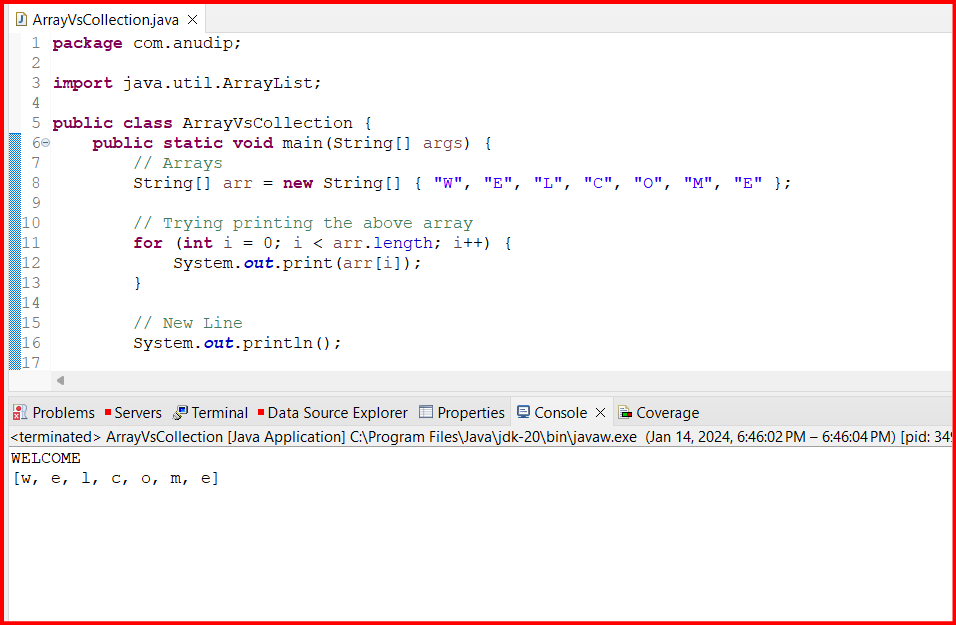 ArrayVsCollection.java
1 package com.anudip;
2
3 import java.util.ArrayList;
4
5 public class ArrayVsCollection {
6 public static void main(String[] args) {
7 // Arrays
8 String[] arr = new String[] { "W", "E", "L", "C", "O", "M", "E" };
9
10 // Trying printing the above array
11 for (int i = 0; i < arr.length; i++) {
12 System.out.print(arr[i]);
13 }
14
15 // New Line
16 System.out.println();
17
Problems Servers Terminal Data Source Explorer Properties Console Coverage
<terminated> ArrayVsCollection [Java Application] C:\Program Files\Java\jdk-20\bin\javaw.exe (Jan 14, 2024, 6:46:02 PM – 6:46:04 PM) [pid: 349
WELCOME
[w, e, l, c, o, m, e]